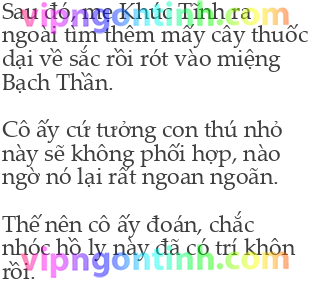 Sau đó, mẹ Khúc Tĩnh ra
ngoài tìm thêm mấy cây thuốc
dại về sắc rồi rót vào miệng
Bạch Thần.
Cô ấy cứ tưởng con thú nhỏ
này sẽ không phối hợp, nào
ngờ nó lại rất ngoan ngoãn.
Thế nên cô ấy đoán, chắc
nhóc hồ ly này đã có trí khôn
rồi.
vipngontinh.com
vipngontinh.com